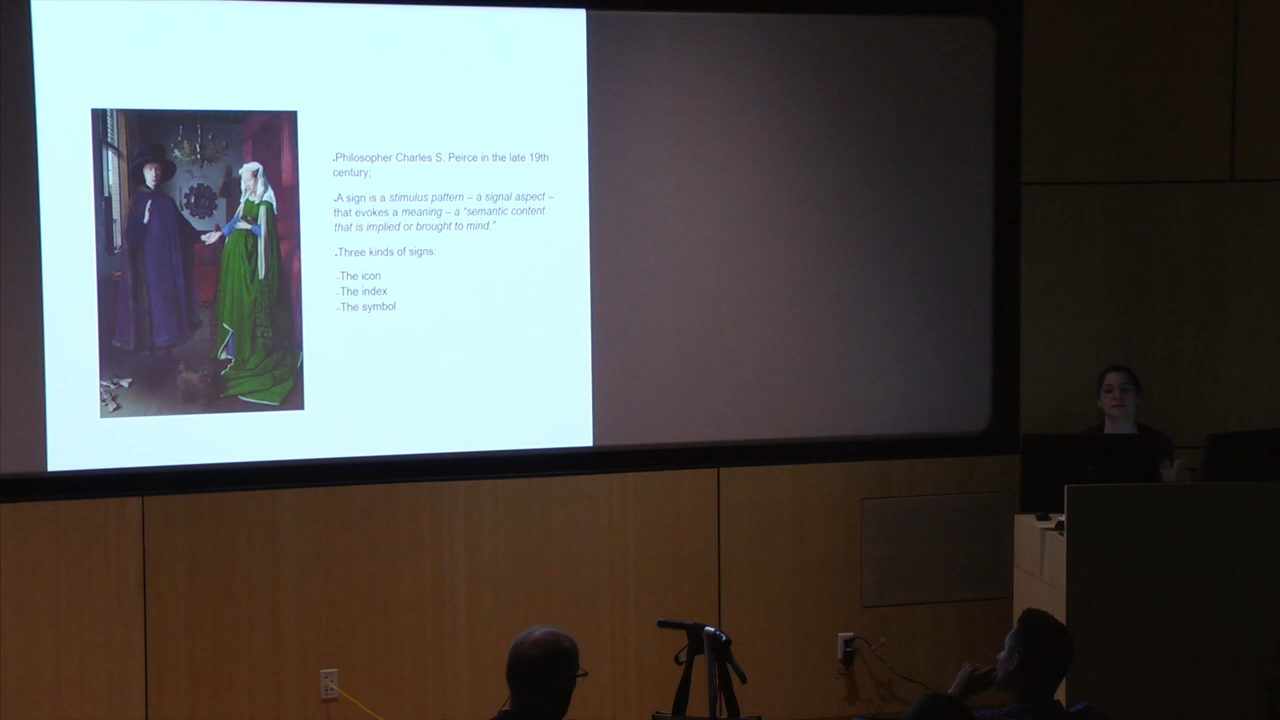 .Philosopher Charles S. Peirce in the late 19th
century;
.A sign is a stimulus pattern – a signal aspect –
that evokes a meaning – a “semantic content
that is implied or brought to mind.”
.Three kinds of signs:
–The icon
–The index
–The symbol